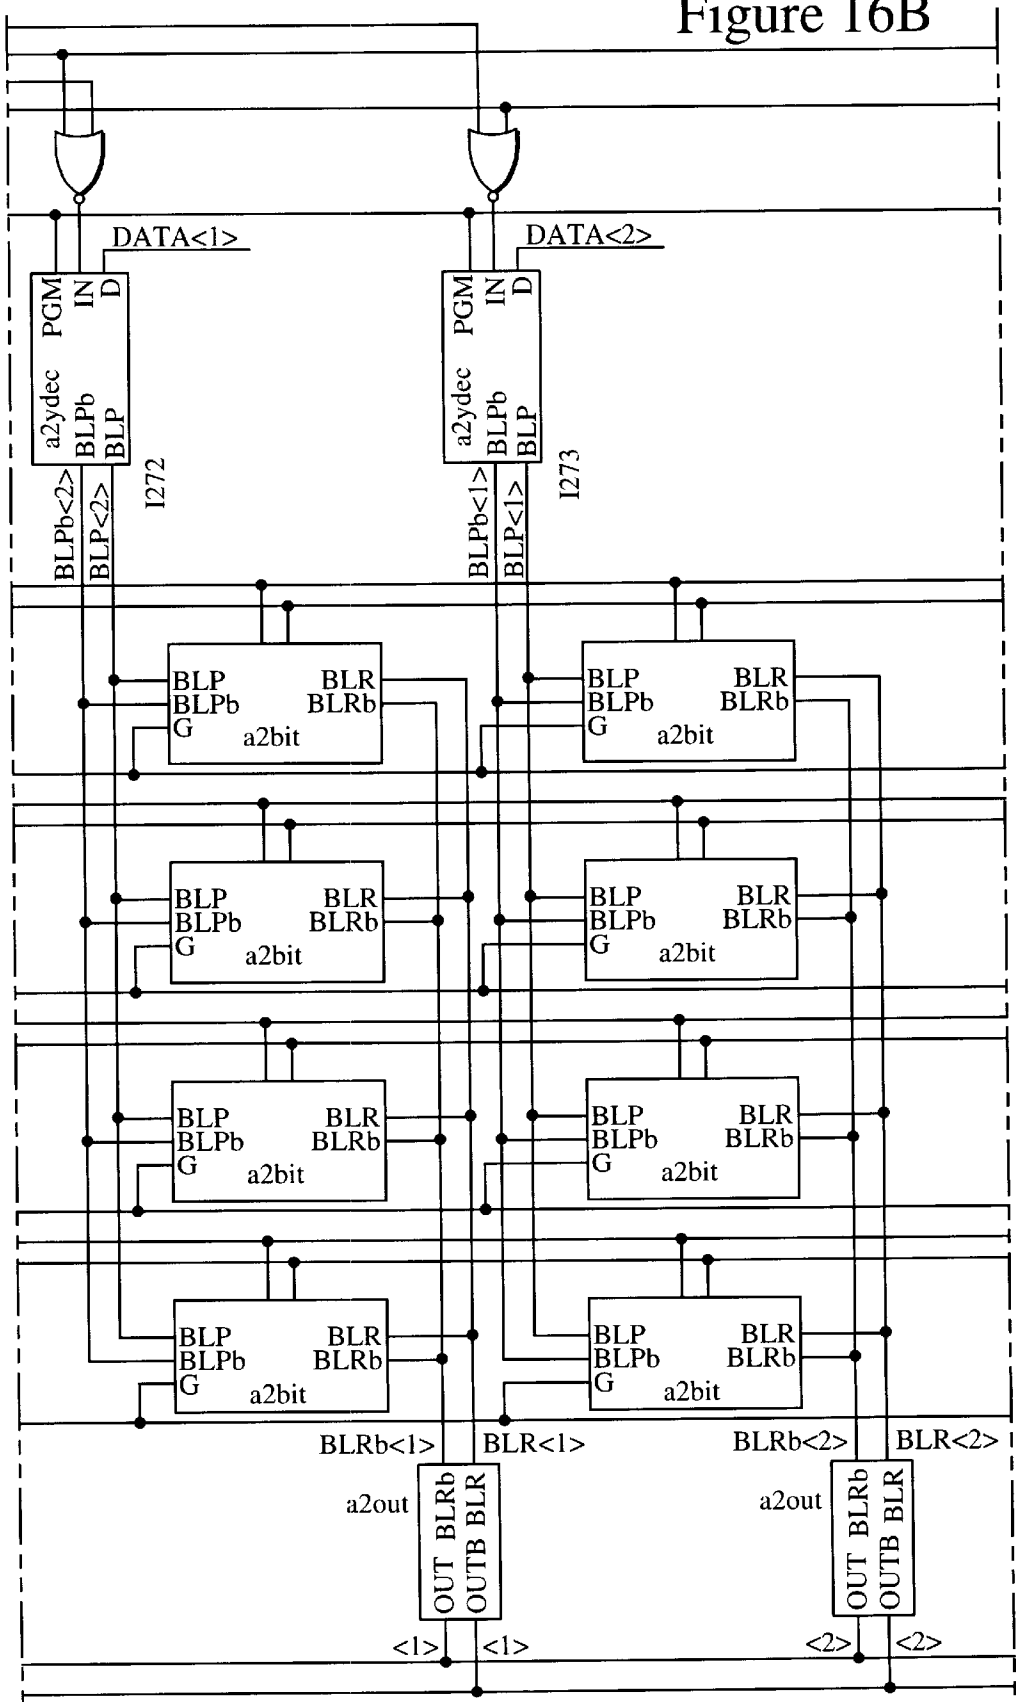 Figure 16B
DATA<1>
DATA<2>
PGM
IN
D
a2ydec
BLPb
BLP
I272
PGM
IN
D
a2ydec
BLPb
BLP
I273
BLPb<2>
BLP<2>
BLPb<1>
BLP<1>
BLP
BLPb
G
a2bit
BLR
BLRb
BLP
BLPb
G
a2bit
BLR
BLRb
BLP
BLPb
G
a2bit
BLR
BLRb
BLP
BLPb
G
a2bit
BLR
BLRb
BLP
BLPb
G
a2bit
BLR
BLRb
BLP
BLPb
G
a2bit
BLR
BLRb
BLP
BLPb
G
a2bit
BLR
BLRb
BLP
BLPb
G
a2bit
BLR
BLRb
BLRb<1>
BLR<1>
BLRb<2>
BLR<2>
a2out
OUT BLRb
OUTB BLR
a2out
OUT BLRb
OUTB BLR
<1>
<1>
<2>
<2>